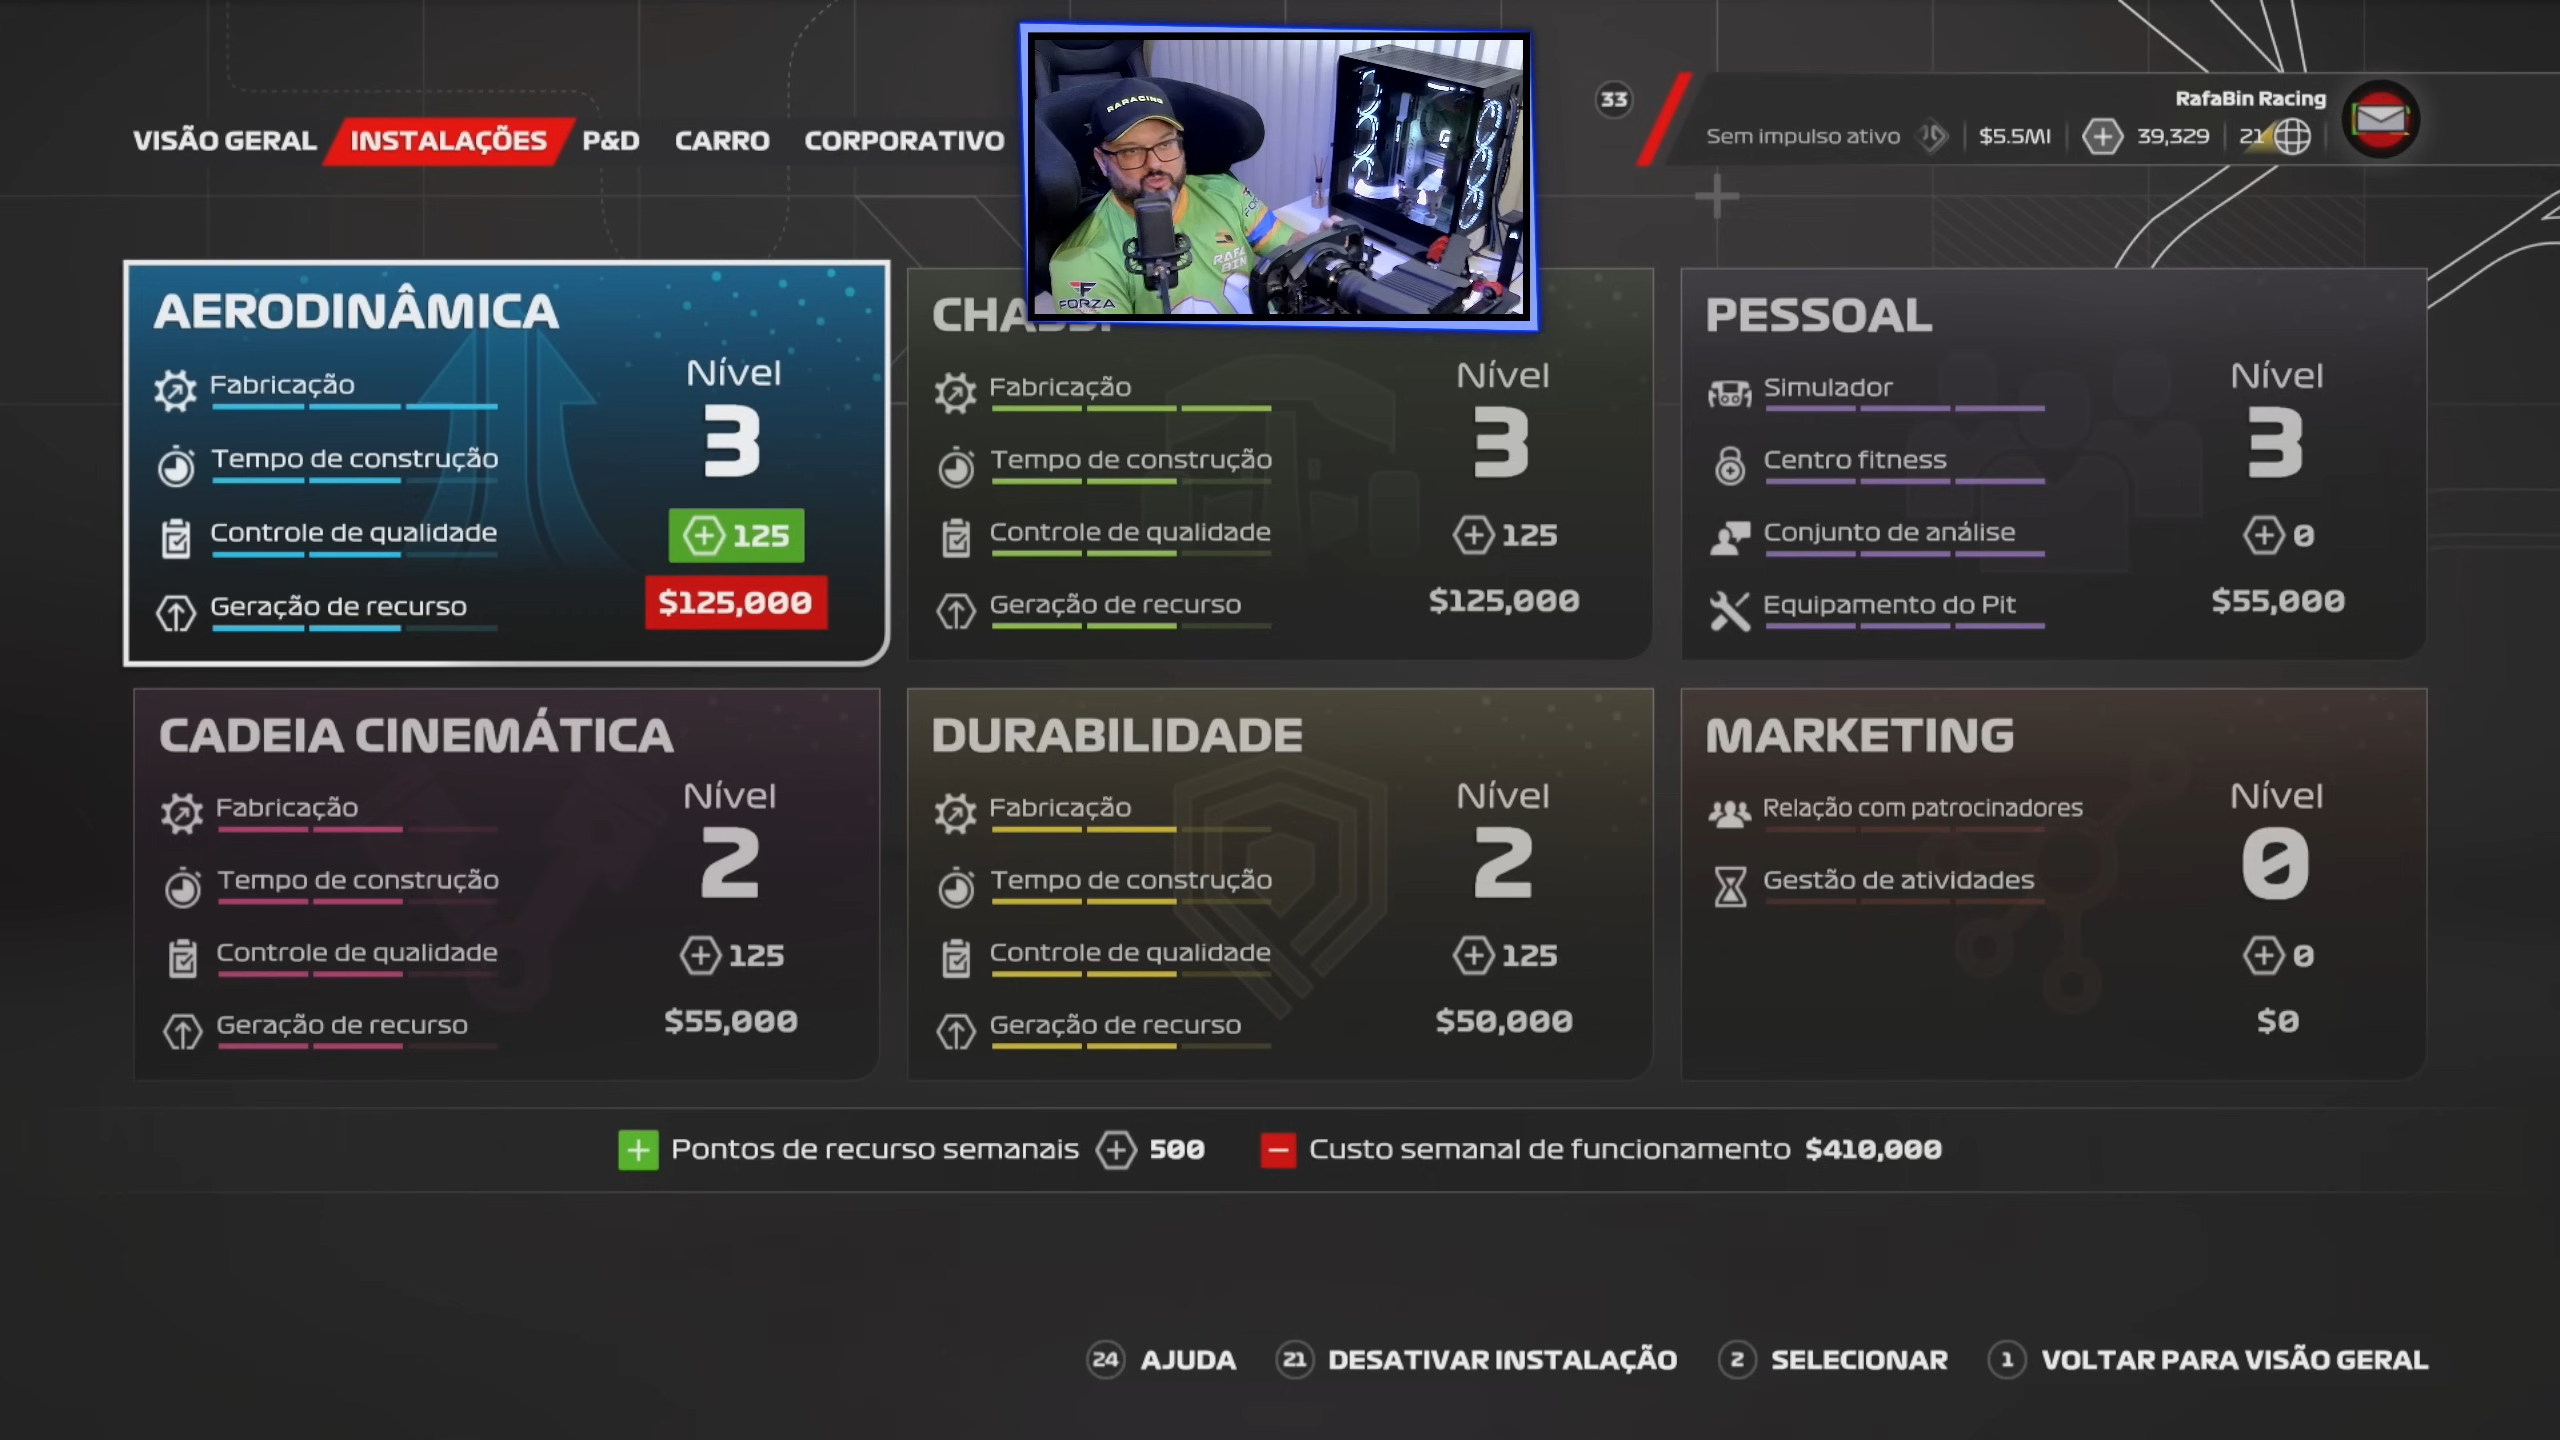 VISÃO GERAL
INSTALAÇÕES
P&D
CARRO
CORPORATIVO
RARACING
RAFA
BIN
FORZA
33
RafaBin Racing
Sem impulso ativo
$5.5MI
39,329
21
AERODINÂMICA
Fabricação
Tempo de construção
Controle de qualidade
Geração de recurso
Nível
3
125
$125,000
Fabricação
Tempo de construção
Controle de qualidade
Geração de recurso
Nível
3
125
$125,000
PESSOAL
Simulador
Centro fitness
Conjunto de análise
Equipamento do Pit
Nível
3
0
$55,000
CADEIA CINEMÁTICA
Fabricação
Tempo de construção
Controle de qualidade
Geração de recurso
Nível
2
125
$55,000
DURABILIDADE
Fabricação
Tempo de construção
Controle de qualidade
Geração de recurso
Nível
2
125
$50,000
MARKETING
Relação com patrocinadores
Gestão de atividades
Nível
0
0
$0
Pontos de recurso semanais 500
Custo semanal de funcionamento $410,000
24 AJUDA
21 DESATIVAR INSTALAÇÃO
2 SELECIONAR
1 VOLTAR PARA VISÃO GERAL